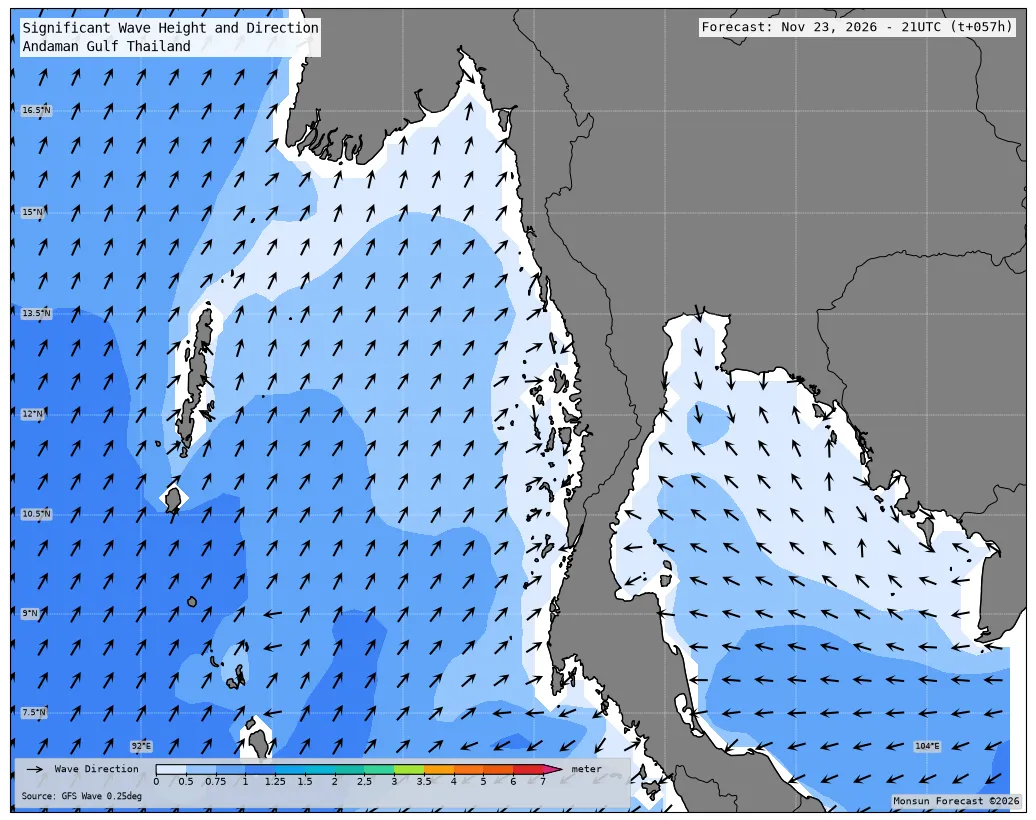 Significant Wave Height and Direction
Andaman Gulf Thailand
Forecast: Nov 23, 2026 - 21UTC (t+057h)
16.5°N
15°N
13.5°N
12°N
10.5°N
9°N
7.5°N
92°E
104°E
Wave Direction
meter
0.5 0.75 1 1.25 1.5 2 2.5 3 3.5 4 5 6 7
Source: GFS Wave 0.25deg
Monsun Forecast ©2026